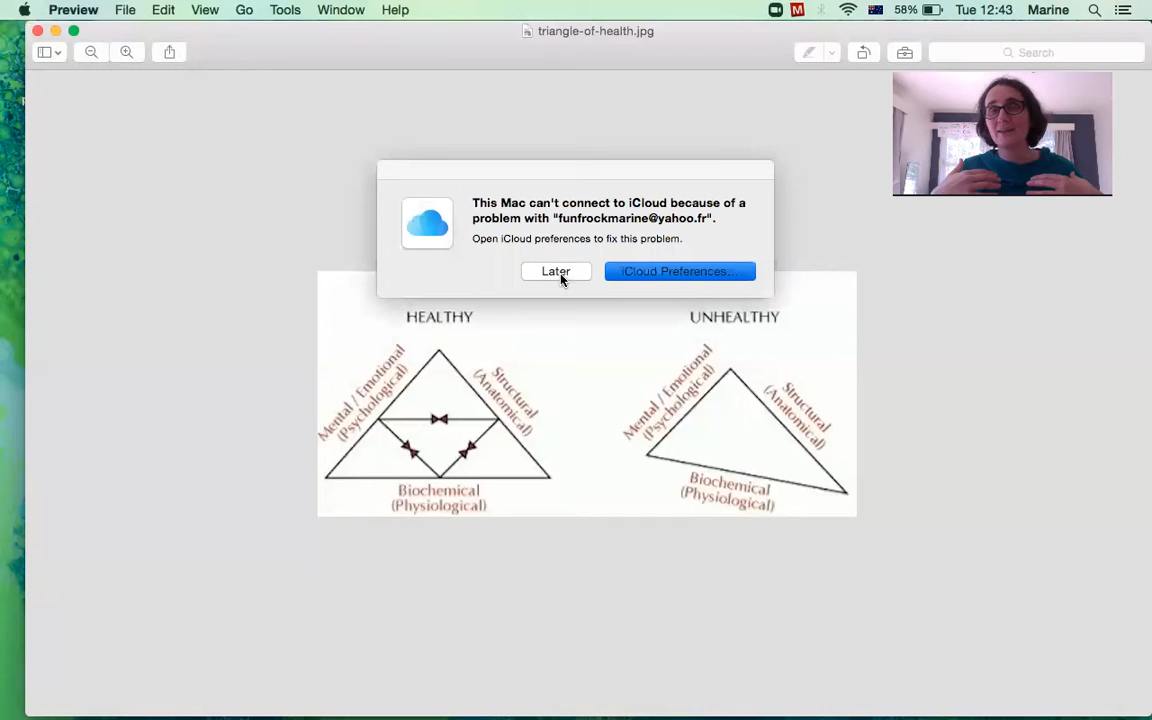 Preview File Edit View Go Tools Window Help 58% Tue 12:43 Marine
triangle-of-health.jpg
Search
This Mac can't connect to iCloud because of a
problem with "funfrockmarine@yahoo.fr".
Open iCloud preferences to fix this problem.
Later iCloud Preferences...
HEALTHY
Mental / Emotional
(Psychological)
Structural
(Anatomical)
Biochemical
(Physiological)
UNHEALTHY
Mental / Emotional
(Psychological)
Structural
(Anatomical)
Biochemical
(Physiological)